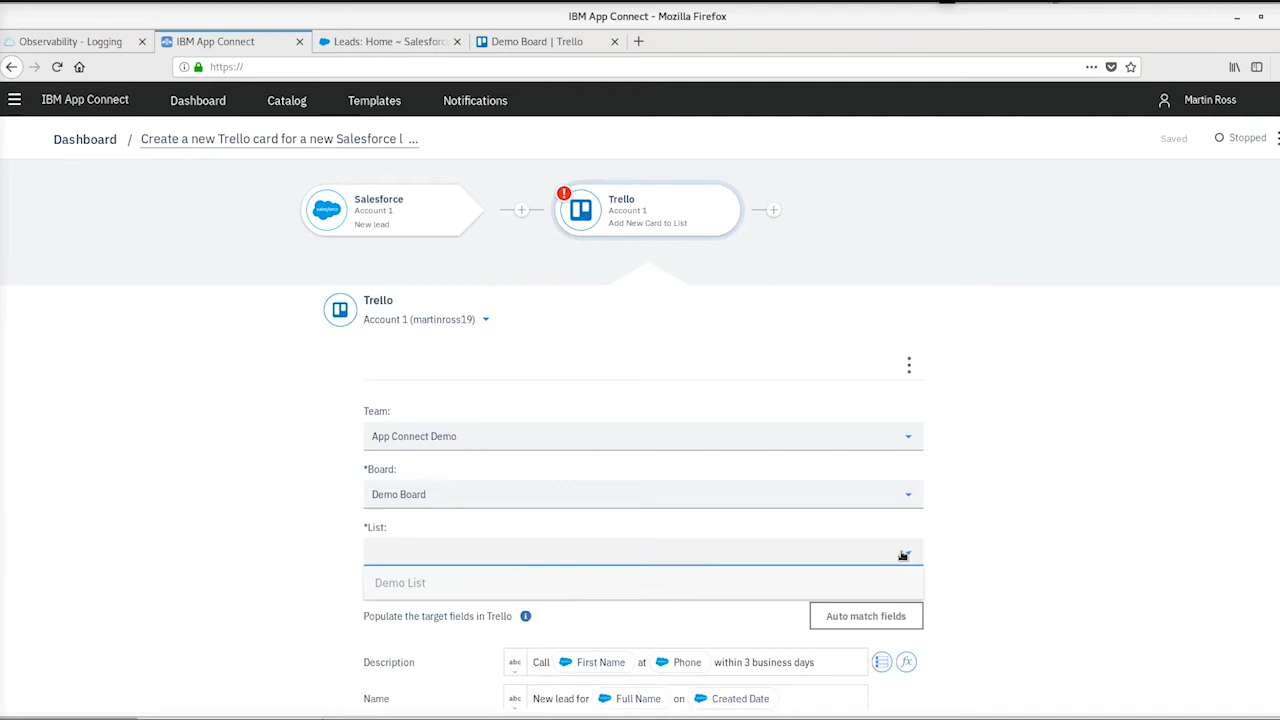 IBM App Connect - Mozilla Firefox
Observability - Logging
IBM App Connect
Leads: Home ~ Salesforc
Demo Board | Trello
https://
IBM App Connect
Dashboard
Catalog
Templates
Notifications
Martin Ross
Dashboard / Create a new Trello card for a new Salesforce l ...
Saved
Stopped
Salesforce
Account 1
New lead
Trello
Account 1
Add New Card to List
Trello
Account 1 (martinross19)
Team:
App Connect Demo
*Board:
Demo Board
*List:
Demo List
Populate the target fields in Trello
Auto match fields
Description
abc
Call First Name at Phone within 3 business days
fx
Name
abc
New lead for Full Name on Created Date